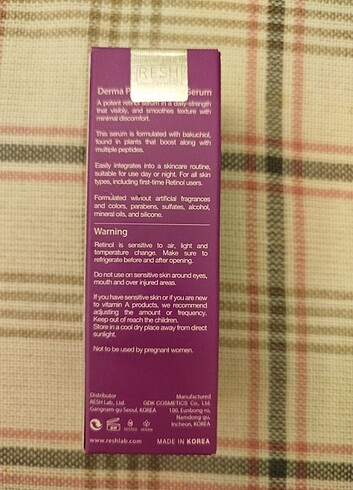 RESH
Derma P Serum
A potent retinol serum in a daily-strength
that visibly, and smoothes texture with
minimal discomfort.
This serum is formulated with bakuchiol,
found in plants that boost along with
multiple peptides.
Easily integrates into a skincare routine,
suitable for use day or night. For all skin
types, including first-time Retinol users.
Formulated without artificial fragrances
and colors, parabens, sulfates, alcohol,
mineral oils, and silicone.
Warning
Retinol is sensitive to air, light and
temperature change. Make sure to
refrigerate before and after opening.
Do not use on sensitive skin around eyes,
mouth and over injured areas.
If you have sensitive skin or if you are new
to vitamin A products, we recommend
adjusting the amount or frequency.
Keep out of reach the children.
Store in a cool dry place away from direct
sunlight.
Not to be used by pregnant women.
Distributor
RESH Lab., Ltd.
Gangnam-gu Seoul, KOREA
Manufactured
GDK COSMETICS Co., Ltd.
Namdong-gu,
Incheon, KOREA
www.reshlab.com
MADE IN KOREA